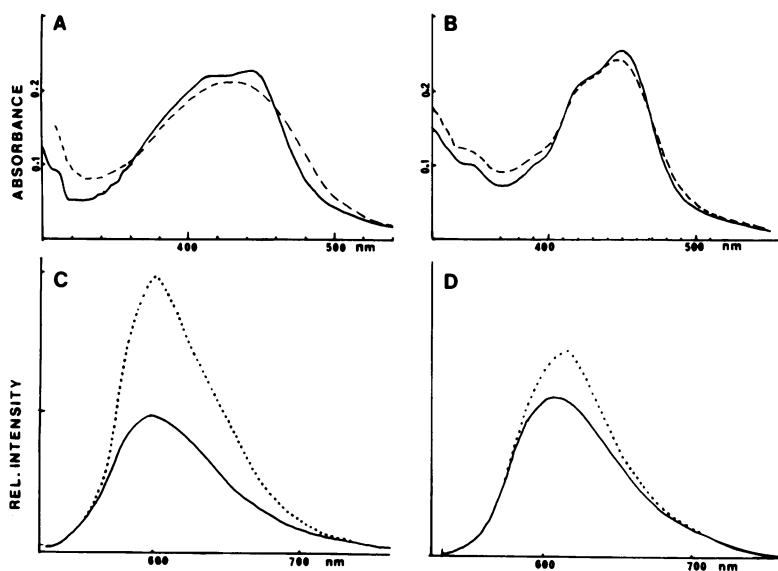 A
B
ABSORBANCE
0.2
0.1
0.2
0.1
400
500
nm
400
500
nm
C
D
REL. INTENSITY
600
700
nm
600
700
nm